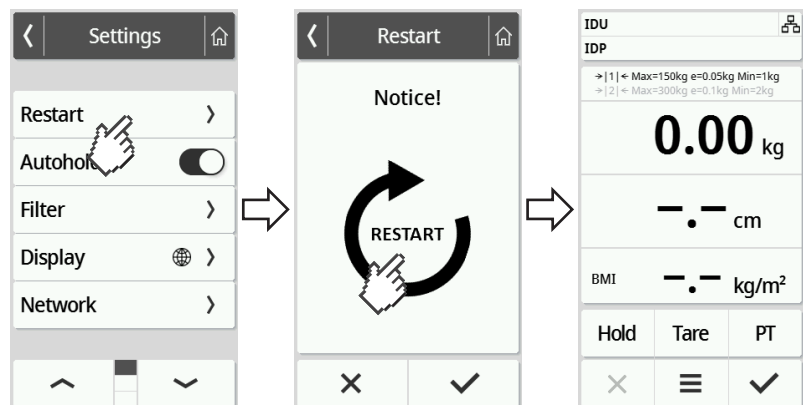 Settings
Restart
Autohol
Filter
Display
Network
Restart
Notice!
RESTART
IDU
IDP
→|1|← Max=150kg e=0.05kg Min=1kg
→|2|← Max=300kg e=0.1kg Min=2kg
0.00 kg
-.- cm
BMI -.- kg/m²
Hold Tare PT